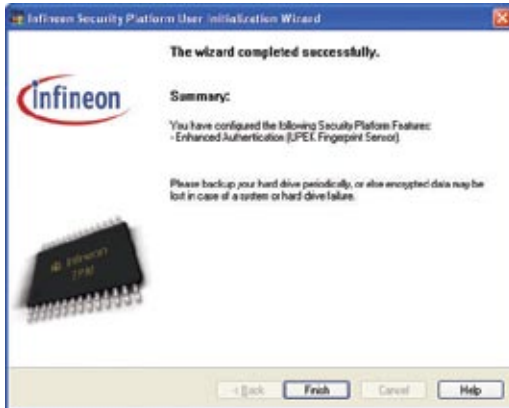 Infineon Security Platform User Initialization Wizard
The wizard completed successfully.
infineon
Summary:
You have configured the following Security Platform Features:
- Enhanced Authentication (UPEK Fingerprint Sensor)
Please backup your hard drive periodically, or else encrypted data may be
lost in case of a system or hard drive failure.
Infineon
TPM
< Back
Finish
Cancel
Help